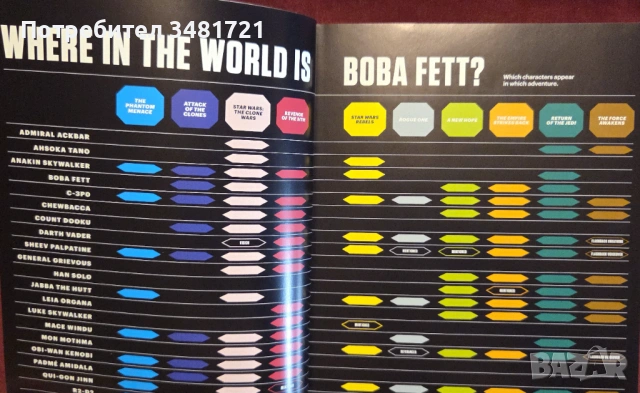 Потребител 3481721
WHERE IN THE WORLD IS
BOBA FETT?
Which characters appear
in which adventure.
THE
PHANTOM
MENACE
ATTACK
OF THE
CLONES
STAR WARS:
THE CLONE
WARS
REVENGE
OF THE SITH
STAR WARS
REBELS
ROGUE ONE
A NEW HOPE
THE EMPIRE
STRIKES BACK
RETURN
OF THE JEDI
THE FORCE
AWAKENS
ADMIRAL ACKBAR
AHSOKA TANO
ANAKIN SKYWALKER
BOBA FETT
C-3PO
CHEWBACCA
COUNT DOOKU
DARTH VADER
SHEEV PALPATINE
GENERAL GRIEVOUS
HAN SOLO
JABBA THE HUTT
LEIA ORGANA
LUKE SKYWALKER
MACE WINDU
MON MOTHMA
OBI-WAN KENOBI
PADMÉ AMIDALA
QUI-GON JINN
R2-D2
BAZAR